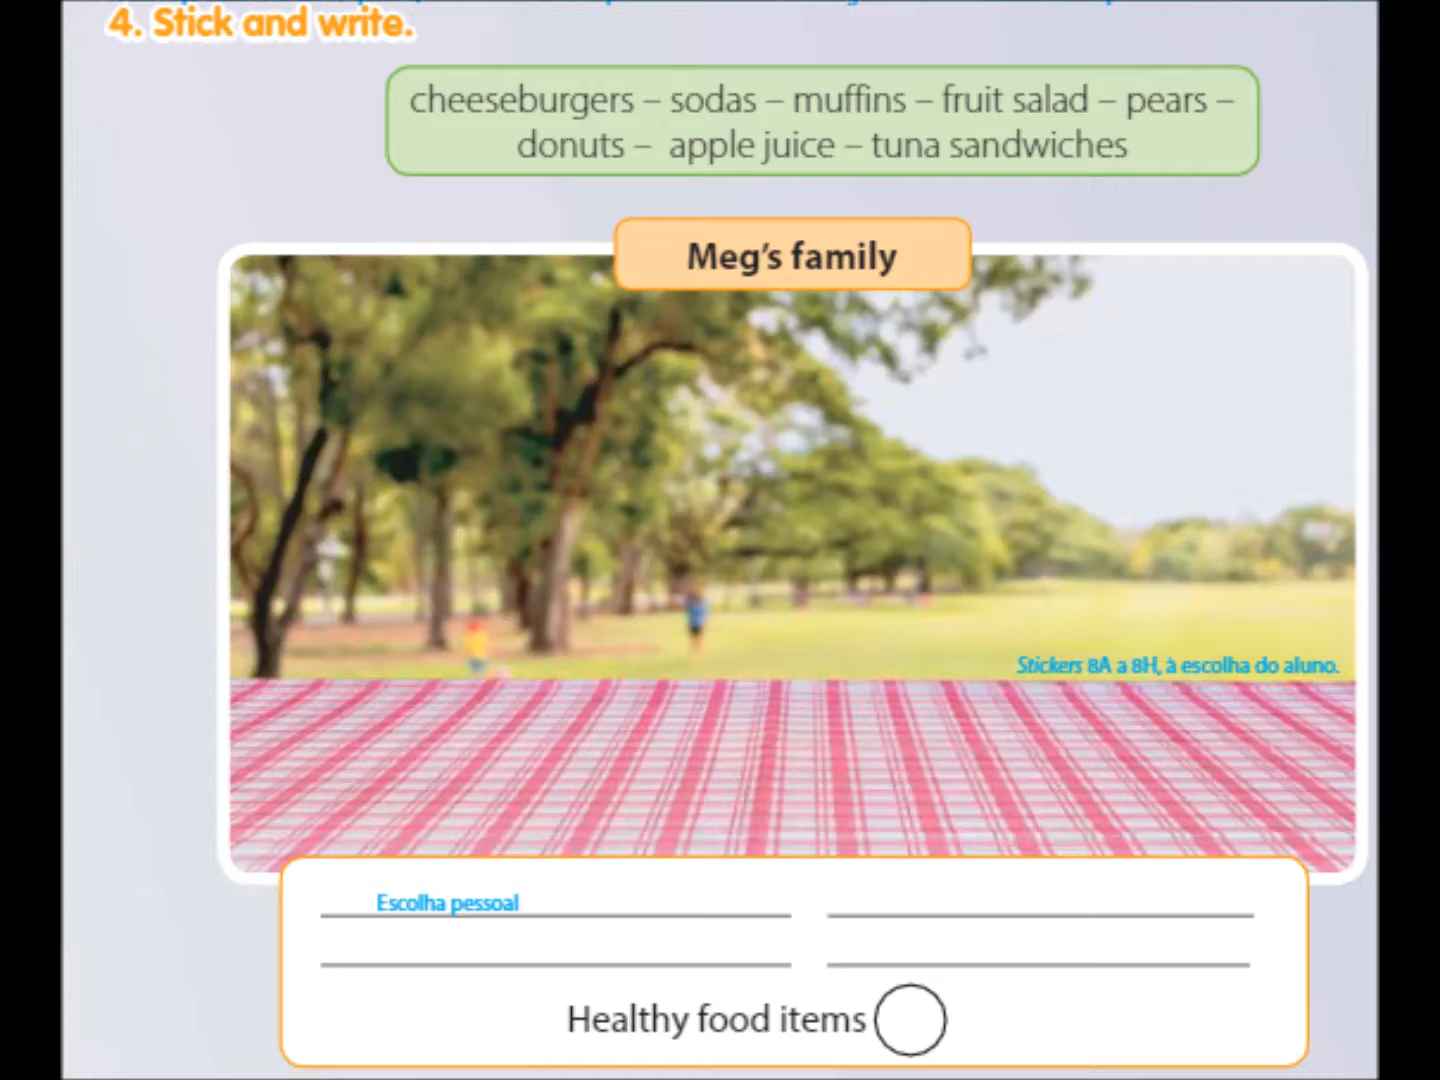 4. Stick and write.
cheeseburgers – sodas – muffins – fruit salad – pears –
donuts – apple juice – tuna sandwiches
Meg's family
Stickers 8A a 8H, à escolha do aluno.
Escolha pessoal
Healthy food items